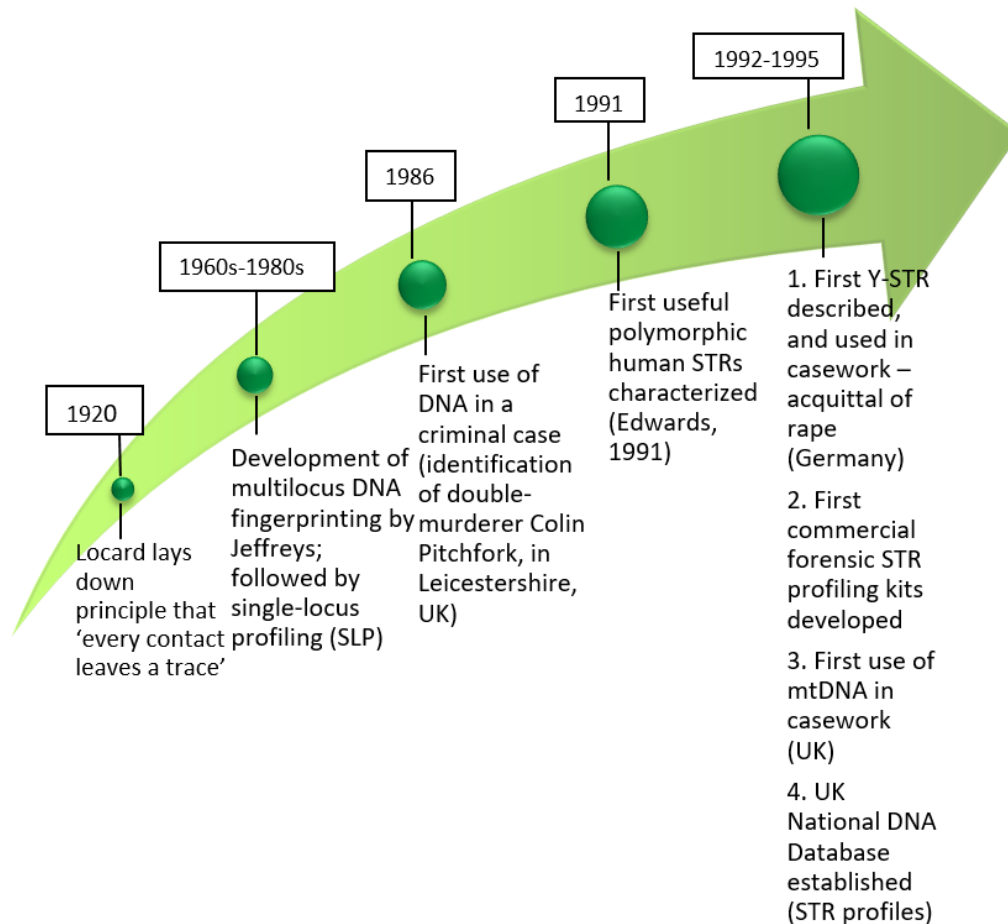 1920
Locard lays
down
principle that
‘every contact
leaves a trace’
1960s-1980s
Development of
multilocus DNA
fingerprinting by
Jeffreys;
followed by
single-locus
profiling (SLP)
1986
First use of
DNA in a
criminal case
(identification
of double-
murderer Colin
Pitchfork, in
Leicestershire,
UK)
1991
First useful
polymorphic
human STRs
characterized
(Edwards,
1991)
1992-1995
1. First Y-STR
described,
and used in
casework –
acquittal of
rape
(Germany)
2. First
commercial
forensic STR
profiling kits
developed
3. First use of
mtDNA in
casework
(UK)
4. UK
National DNA
Database
established
(STR profiles)